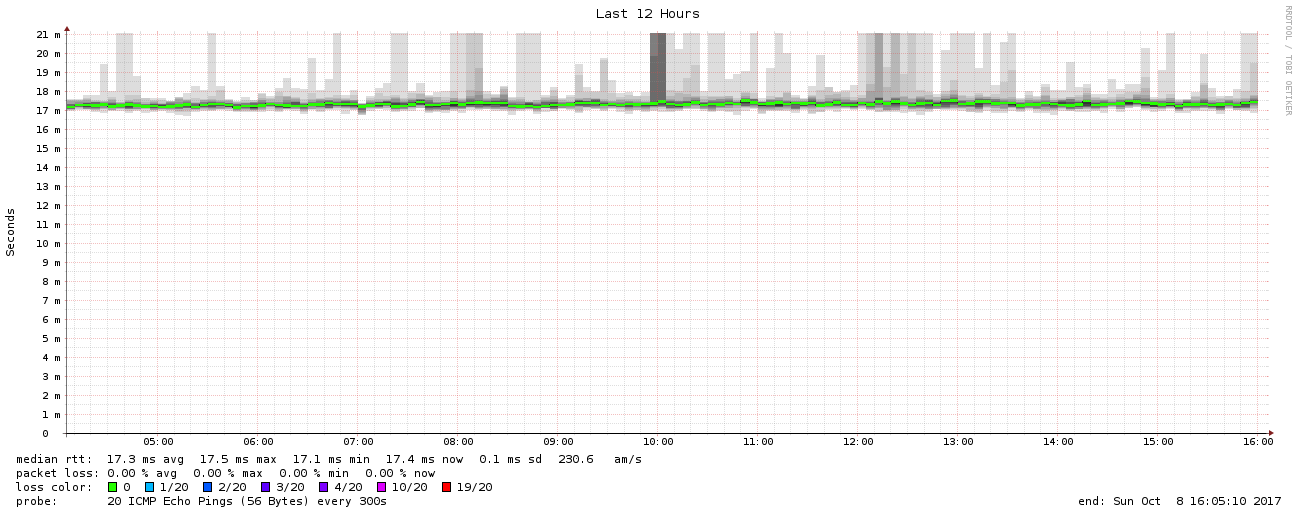 Last 12 Hours
RRDTOOL / TOBI OETIKER
Seconds
21 m
20 m
19 m
18 m
17 m
16 m
15 m
14 m
13 m
12 m
11 m
10 m
9 m
8 m
7 m
6 m
5 m
4 m
3 m
2 m
1 m
0
05:00 06:00 07:00 08:00 09:00 10:00 11:00 12:00 13:00 14:00 15:00 16:00
median rtt: 17.3 ms avg 17.5 ms max 17.1 ms min 17.4 ms now 0.1 ms sd 230.6 am/s
packet loss: 0.00 % avg 0.00 % max 0.00 % min 0.00 % now
loss color: 0 1/20 2/20 3/20 4/20 10/20 19/20
probe: 20 ICMP Echo Pings (56 Bytes) every 300s end: Sun Oct 8 16:05:10 2017